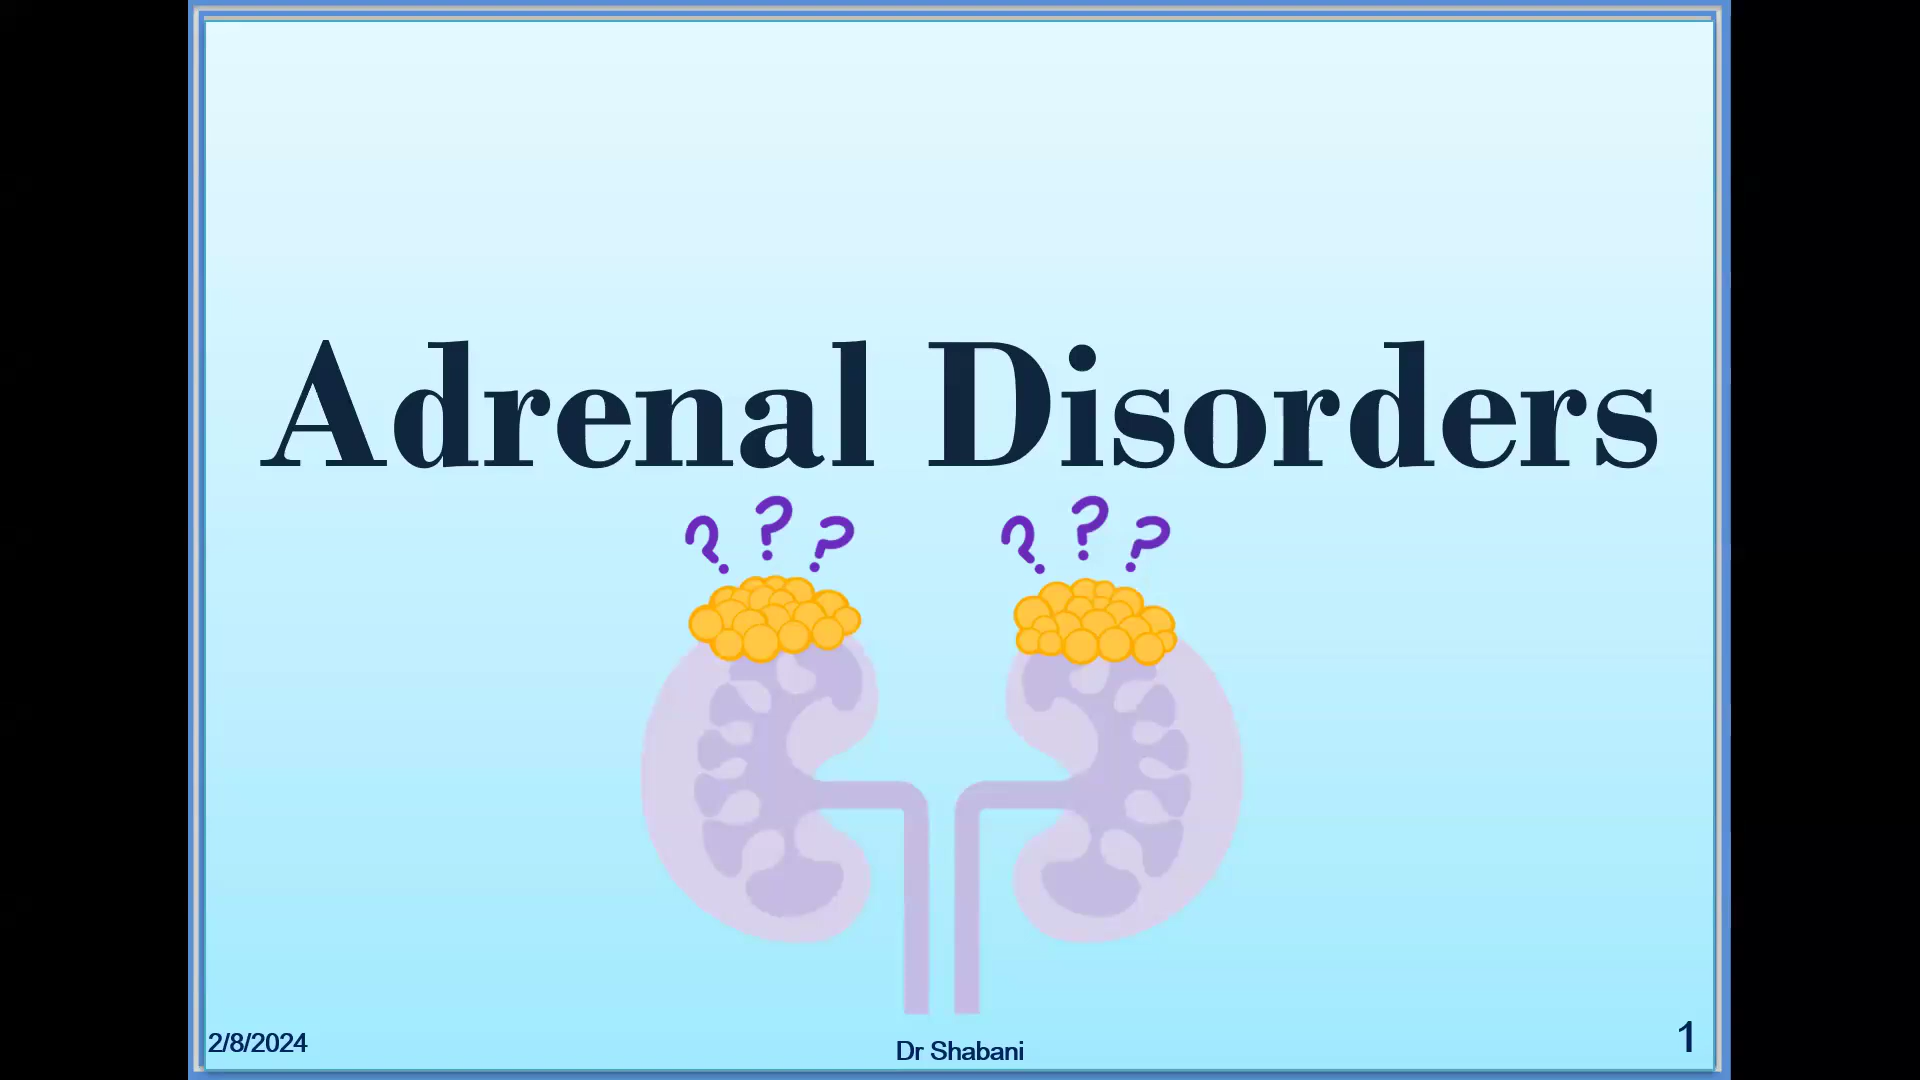 Adrenal Disorders
? ? ? ? ? ?
2/8/2024
Dr Shabani
1